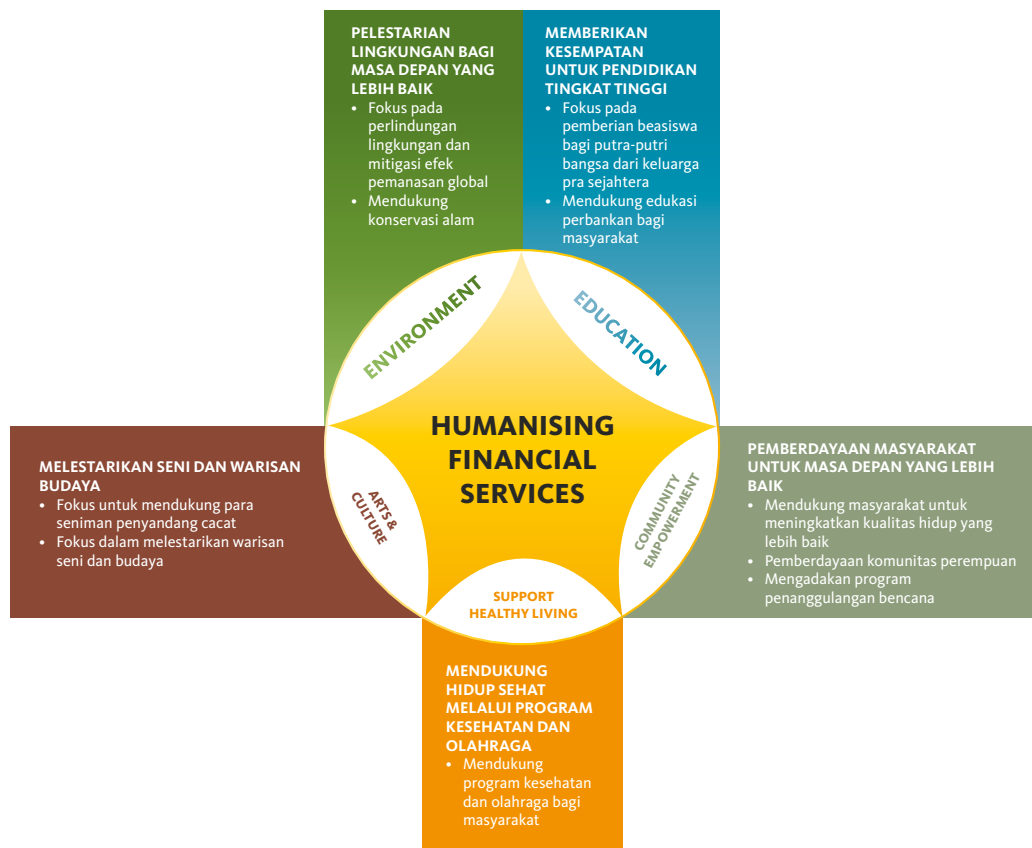 PELESTARIAN
LINGKUNGAN BAGI
MASA DEPAN YANG
LEBIH BAIK
• Fokus pada
perlindungan
lingkungan dan
mitigasi efek
pemanasan global
• Mendukung
konservasi alam
MEMBERIKAN
KESEMPATAN
UNTUK PENDIDIKAN
TINGKAT TINGGI
• Fokus pada
pemberian beasiswa
bagi putra-putri
bangsa dari keluarga
pra sejahtera
• Mendukung edukasi
perbankan bagi
masyarakat
ENVIRONMENT
EDUCATION
HUMANISING
FINANCIAL
SERVICES
MELESTARIKAN SENI DAN WARISAN
BUDAYA
• Fokus untuk mendukung para
seniman penyandang cacat
• Fokus dalam melestarikan warisan
seni dan budaya
ARTS &
CULTURE
COMMUNITY
EMPOWERMENT
PEMBERDAYAAN MASYARAKAT
UNTUK MASA DEPAN YANG LEBIH
BAIK
• Mendukung masyarakat untuk
meningkatkan kualitas hidup yang
lebih baik
• Pemberdayaan komunitas perempuan
• Mengadakan program
penanggulangan bencana
SUPPORT
HEALTHY LIVING
MENDUKUNG
HIDUP SEHAT
MELALUI PROGRAM
KESEHATAN DAN
OLAHRAGA
• Mendukung
program kesehatan
dan olahraga bagi
masyarakat